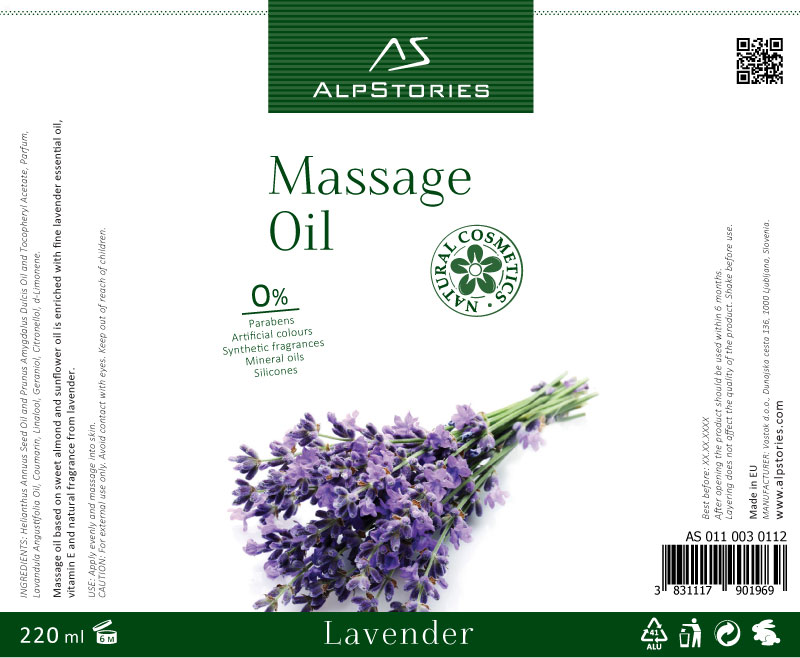 AS
ALPSTORIES
Massage
Oil
NATURAL COSMETICS
0%
Parabens
Artificial colours
Synthetic fragrances
Mineral oils
Silicones
INGREDIENTS: Helianthus Annuus Seed Oil and Prunus Amygdalus Dulcis Oil and Tocopheryl Acetate, Parfum,
Lavandula Angustifolia Oil, Coumarin, Linalool, Geraniol, Citronellol, d-Limonene.
Massage oil based on sweet almond and sunflower oil is enriched with fine lavender essential oil,
vitamin E and natural fragrance from lavender.
USE: Apply evenly and massage into skin.
CAUTION: For external use only. Avoid contact with eyes. Keep out of reach of children.
Best before: XX.XX.XXXX
After opening the product should be used within 6 months.
Layering does not affect the quality of the product. Shake before use.
Made in EU
MANUFACTURER: Vastok d.o.o., Dunajska cesta 136, 1000 Ljubljana, Slovenia.
www.alpstories.com
AS 011 003 0112
3 831117 901969
220 ml
6 M
Lavender
41
ALU